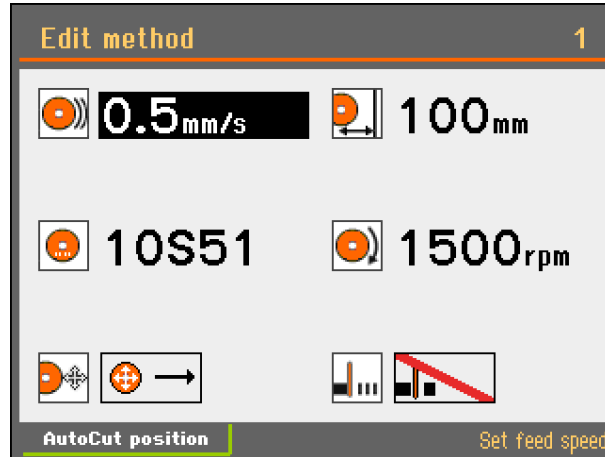 Edit method 1
0.5mm/s 100mm
10S51 1500rpm
AutoCut position Set feed speed